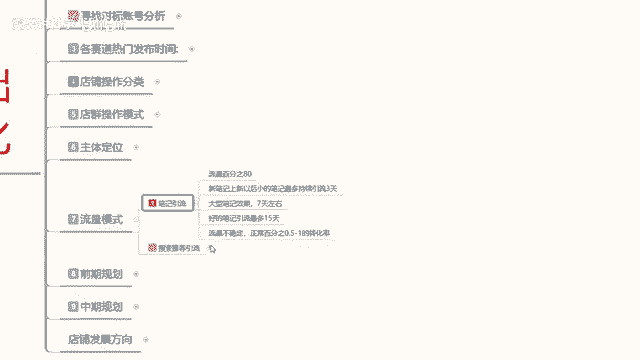 寻找对标账号分析
各赛道热门发布时间:
店铺操作分类
店群操作模式
主体定位
流量百分之80
新笔记上新以后小的笔记最多持续引流3天
笔记引流
大型笔记效果，7天左右
好的笔记引流最多15天
7 流量模式
流量不确定，正常百分之0.5-1的转化率
搜索推荐引流
前期规划
中期规划
店铺发展方向